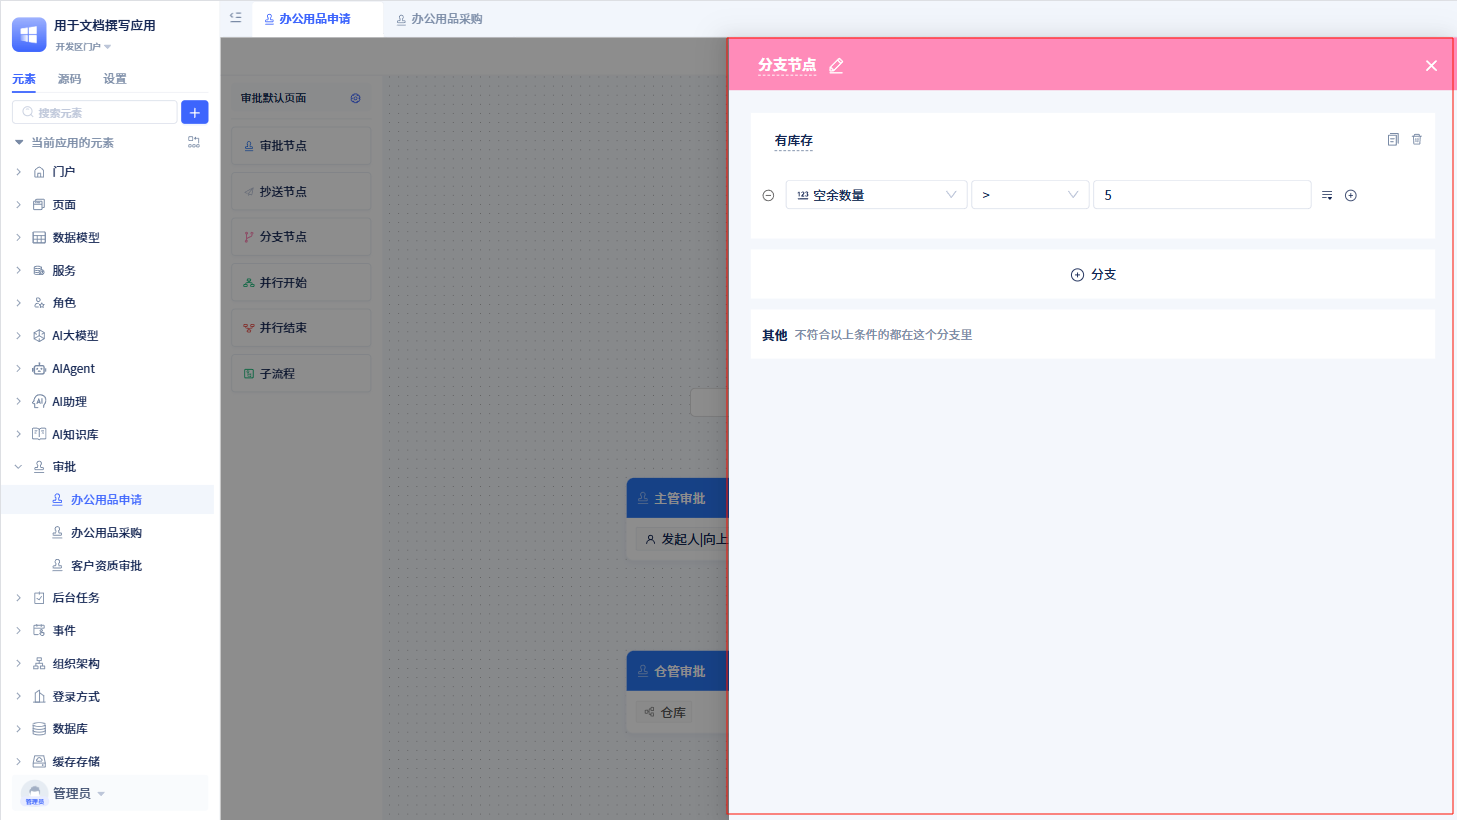 用于文档撰写应用
开发区门户
元素
源码
设置
搜索元素
当前应用的元素
门户
页面
数据模型
服务
角色
AI大模型
AIAgent
AI助理
AI知识库
审批
办公用品申请
办公用品采购
客户资质审批
后台任务
事件
组织架构
登录方式
数据库
缓存存储
管理员
管理员
办公用品申请
办公用品采购
审批默认页面
审批节点
抄送节点
分支节点
并行开始
并行结束
子流程
主管审批
发起人|向上
仓管审批
仓库
分支节点
有库存
123 空余数量 > 5
分支
其他 不符合以上条件的都在这个分支里